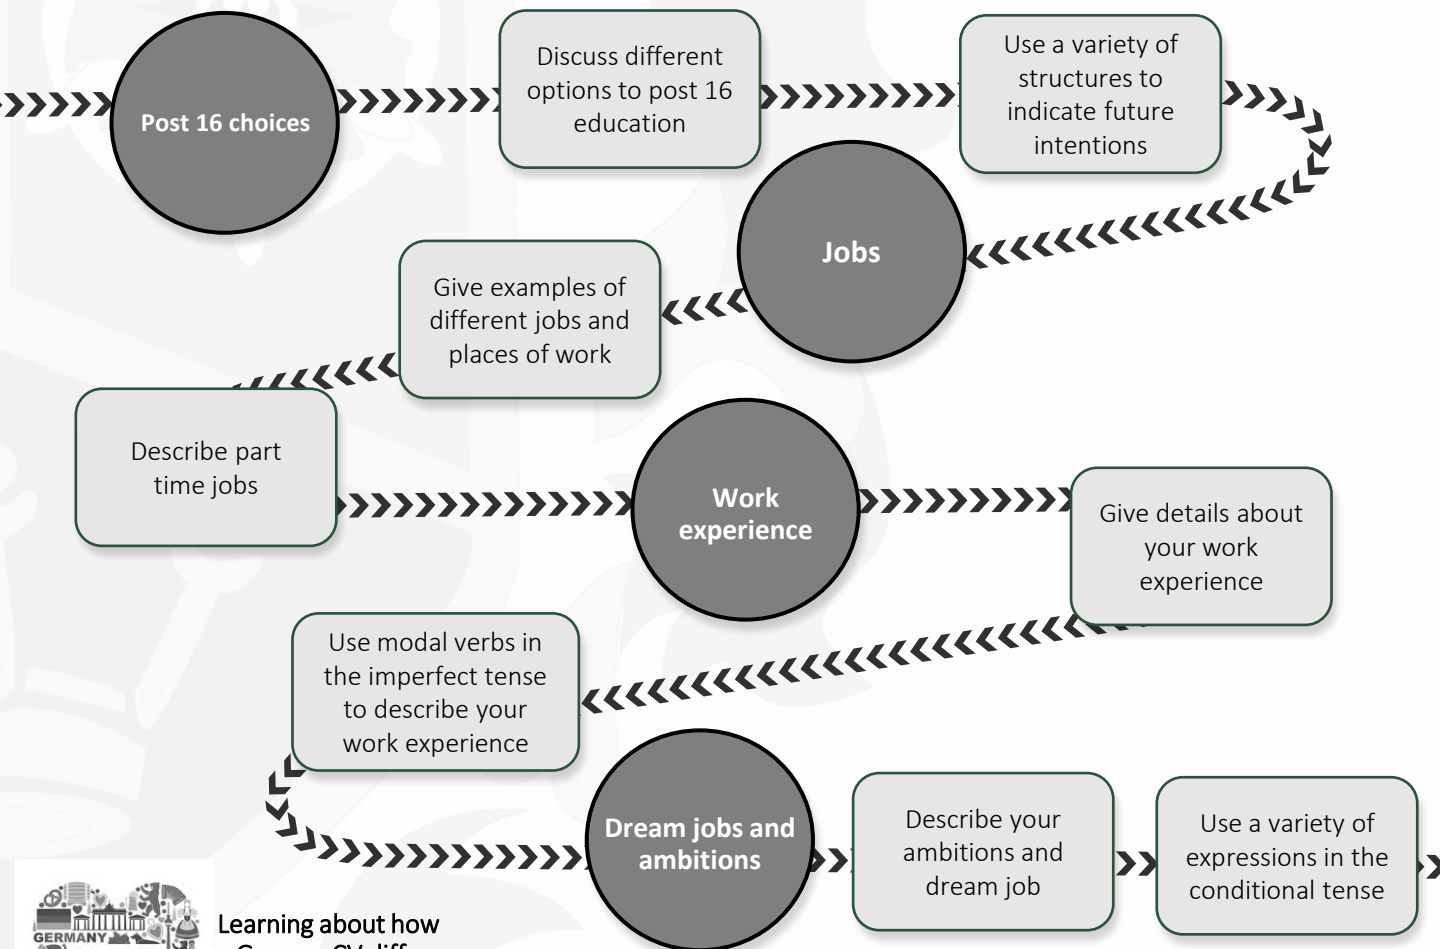 Post 16 choices
Discuss different
options to post 16
education
Use a variety of
structures to
indicate future
intentions
Jobs
Give examples of
different jobs and
places of work
Describe part
time jobs
Work
experience
Give details about
your work
experience
Use modal verbs in
the imperfect tense
to describe your
work experience
Dream jobs and
ambitions
Describe your
ambitions and
dream job
Use a variety of
expressions in the
conditional tense
GERMANY
Learning about how